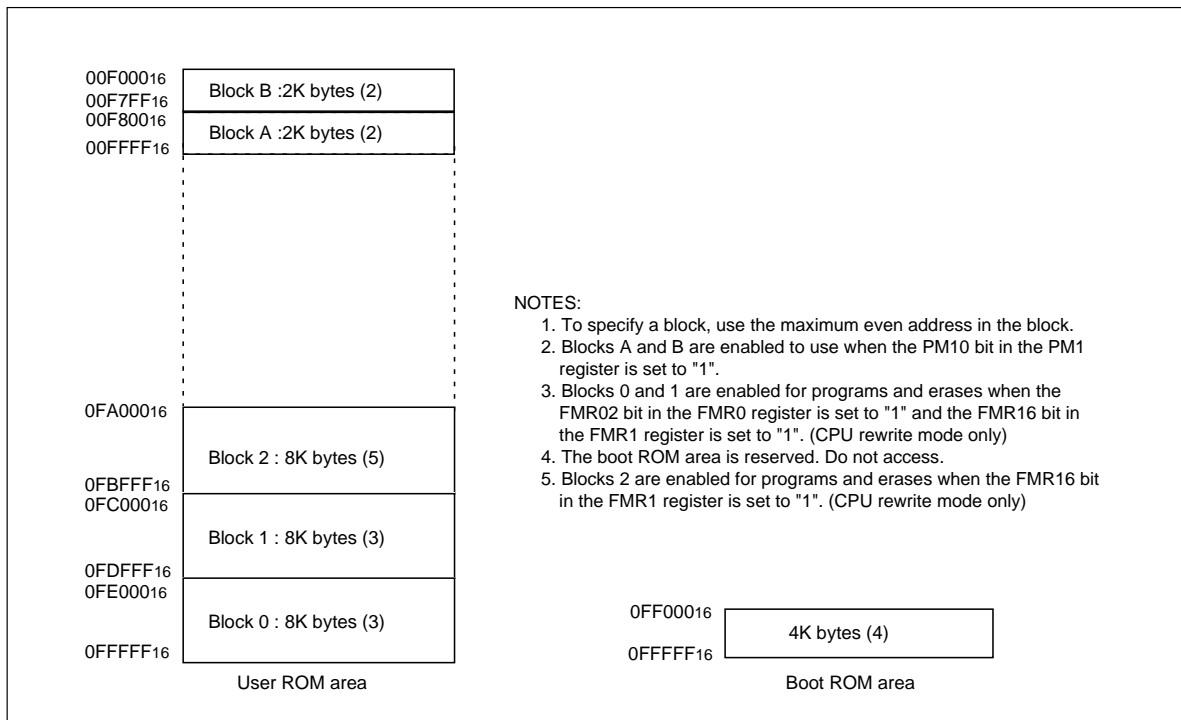 00F00016
Block B :2K bytes (2)
00F7FF16
00F80016
Block A :2K bytes (2)
00FFFF16
NOTES:
1. To specify a block, use the maximum even address in the block.
2. Blocks A and B are enabled to use when the PM10 bit in the PM1
register is set to "1".
3. Blocks 0 and 1 are enabled for programs and erases when the
FMR02 bit in the FMR0 register is set to "1" and the FMR16 bit in
the FMR1 register is set to "1". (CPU rewrite mode only)
4. The boot ROM area is reserved. Do not access.
5. Blocks 2 are enabled for programs and erases when the FMR16 bit
in the FMR1 register is set to "1". (CPU rewrite mode only)
0FA00016
Block 2 : 8K bytes (5)
0FBFFF16
0FC00016
Block 1 : 8K bytes (3)
0FDFFF16
0FE00016
Block 0 : 8K bytes (3)
0FFFFF16
User ROM area
0FF00016
4K bytes (4)
0FFFFF16
Boot ROM area